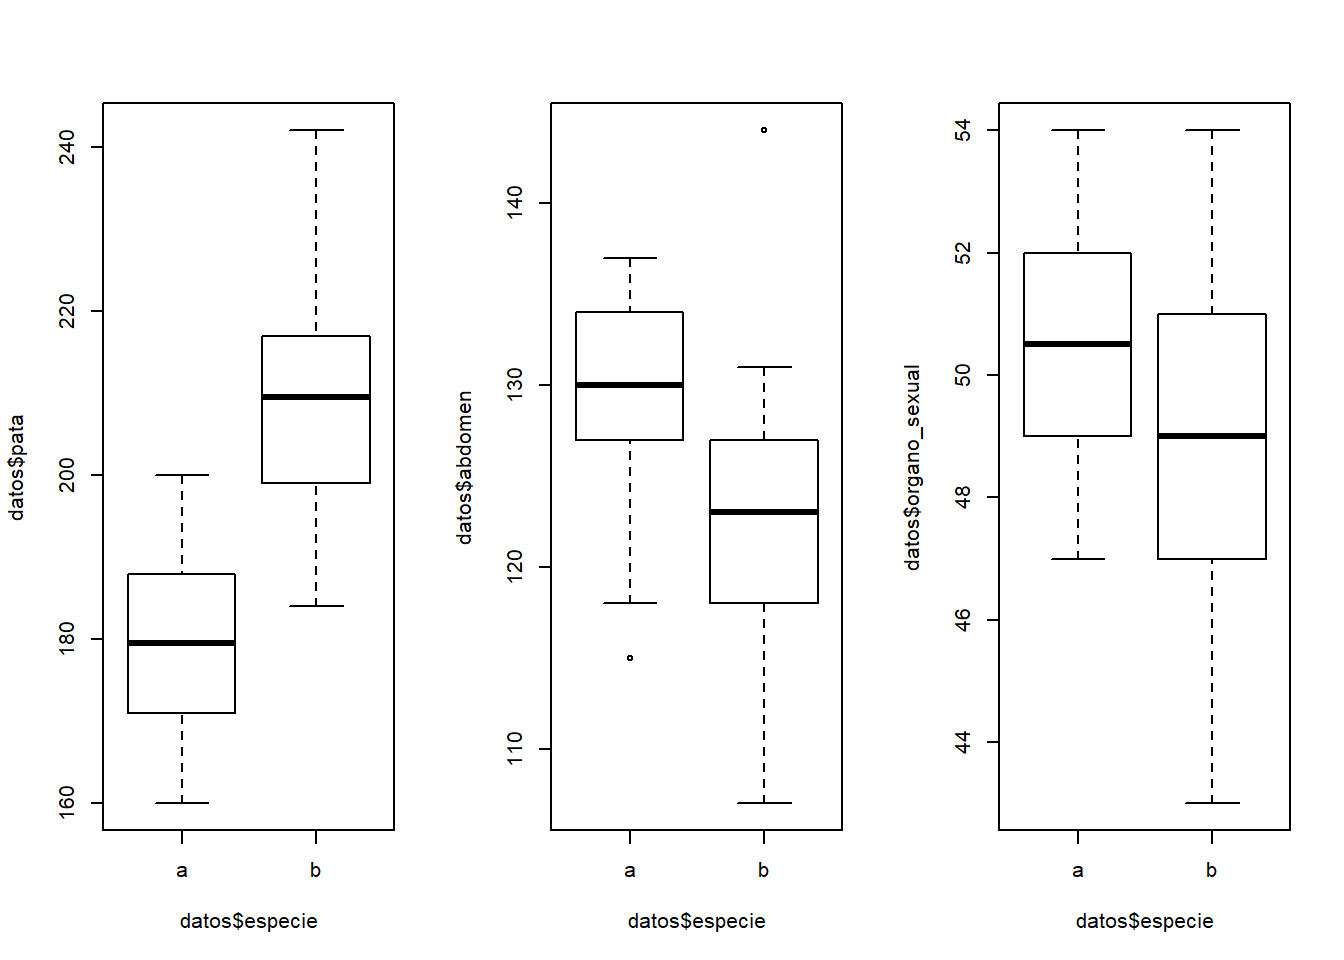 datos$pata
240
220
200
180
160
a b
datos$especie
datos$abdomen
140
130
120
110
a b
datos$especie
datos$organo_sexual
54
52
50
48
46
44
a b
datos$especie